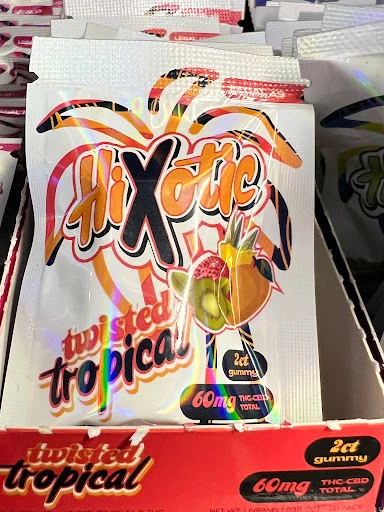 HiXotic
twisted
tropical
2ct
gummy
60mg THC-CBD
TOTAL
twisted
tropical
2ct
gummy
60mg THC-CBD
TOTAL